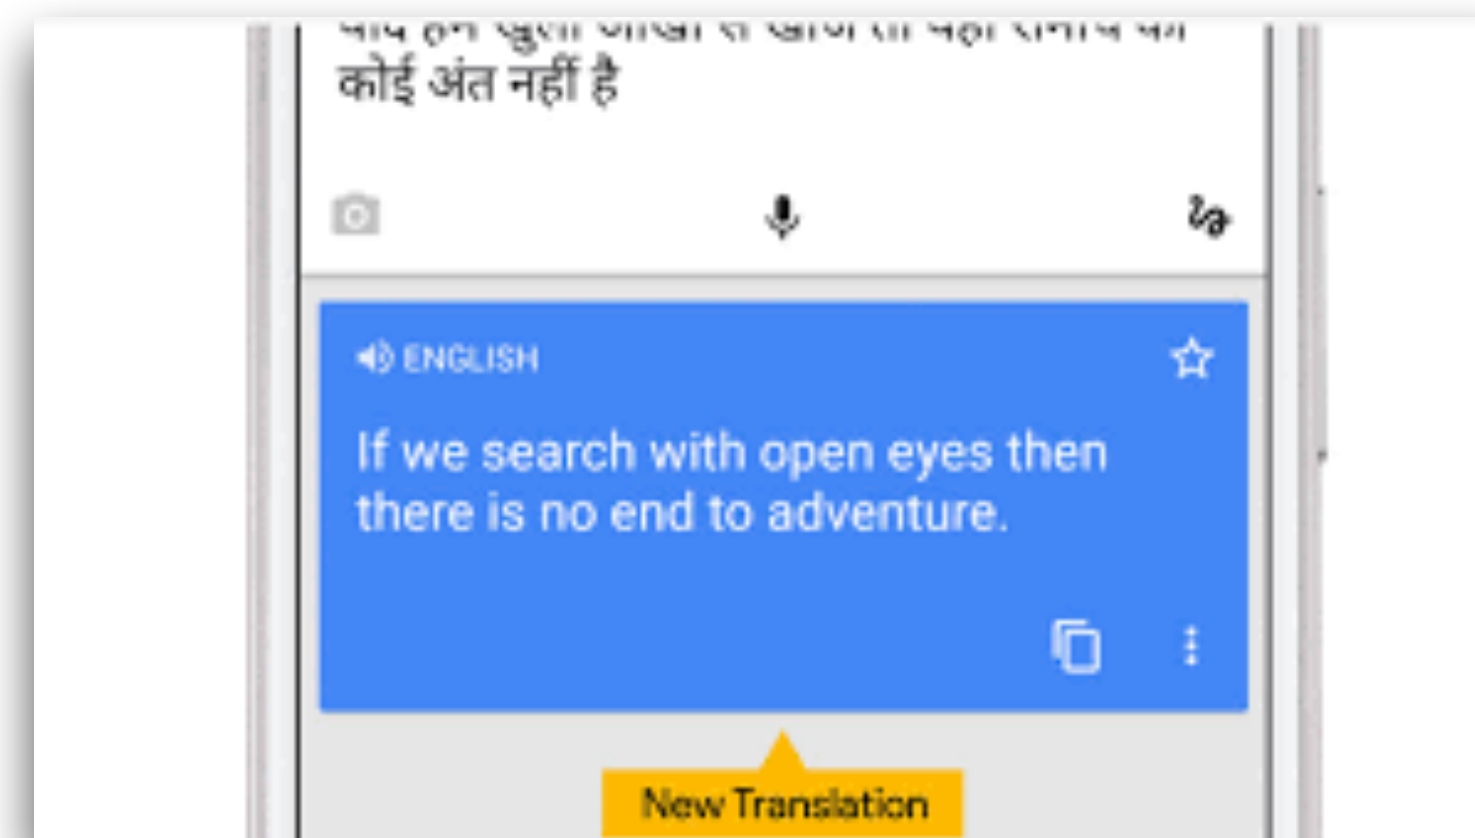 कोई अंत नहीं है
ENGLISH
If we search with open eyes then
there is no end to adventure.
New Translation